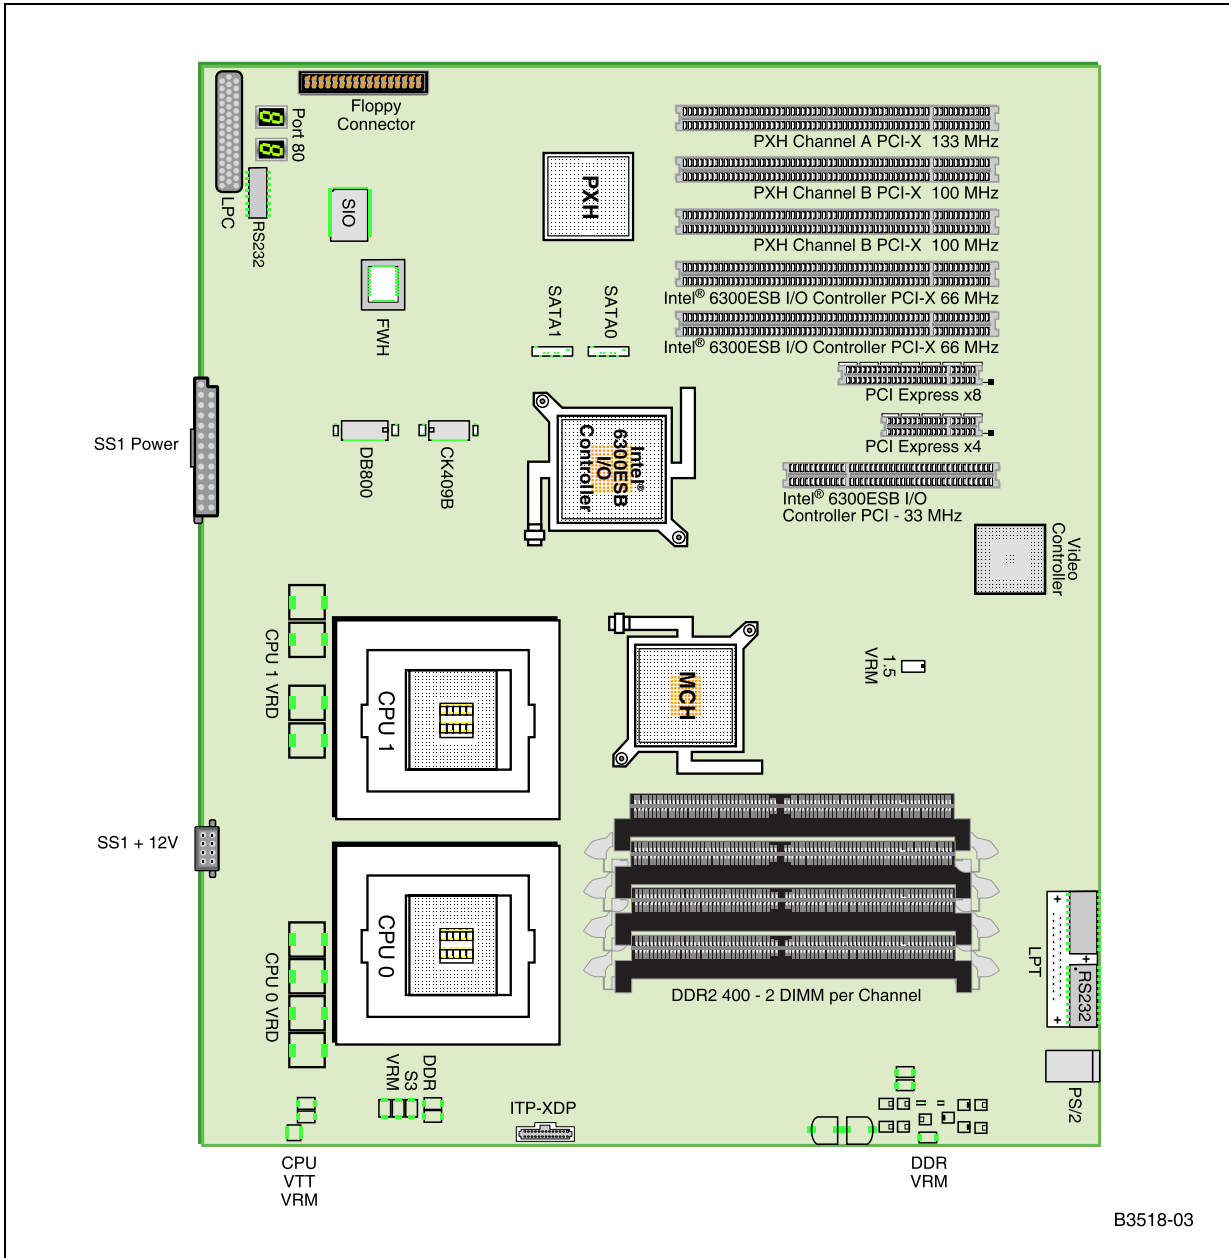 Floppy
Connector
Port 80
LPC
RS232
SIO
FWH
PXH
PXH Channel A PCI-X 133 MHz
PXH Channel B PCI-X 100 MHz
PXH Channel B PCI-X 100 MHz
Intel® 6300ESB I/O Controller PCI-X 66 MHz
Intel® 6300ESB I/O Controller PCI-X 66 MHz
SATA1
SATA0
PCI Express x8
PCI Express x4
SS1 Power
DB800
CK409B
Intel®
6300ESB
I/O
Controller
Intel® 6300ESB I/O
Controller PCI - 33 MHz
Video
Controller
CPU 1 VRD
CPU 1
MCH
1.5
VRM
SS1 + 12V
CPU 0 VRD
CPU 0
DDR2 400 - 2 DIMM per Channel
LPT
RS232
PS/2
DDR
S3
VRM
ITP-XDP
CPU
VTT
VRM
DDR
VRM
B3518-03